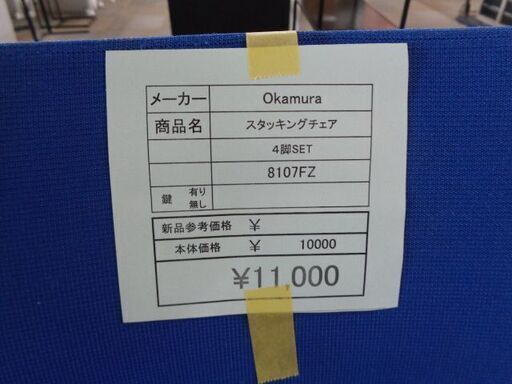 メーカー Okamura
商品名 スタッキングチェア
4脚SET
8107FZ
鍵 有り 無し
新品参考価格 ¥
本体価格 ¥ 10000
¥11,000